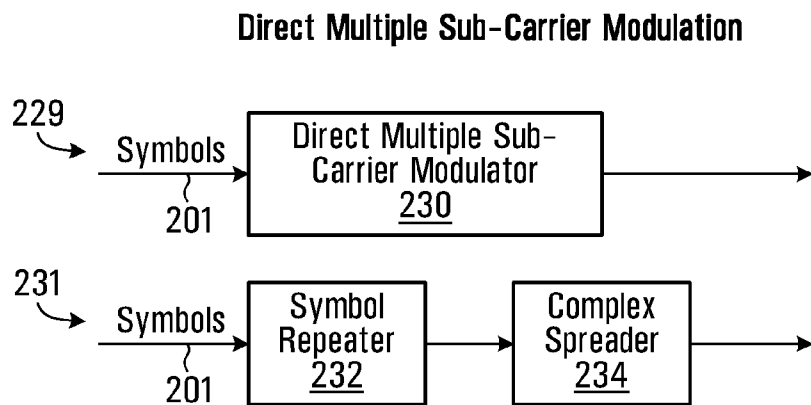 Direct Multiple Sub-Carrier Modulation
229
Symbols
201
Direct Multiple Sub-
Carrier Modulator
230
231
Symbols
201
Symbol
Repeater
232
Complex
Spreader
234